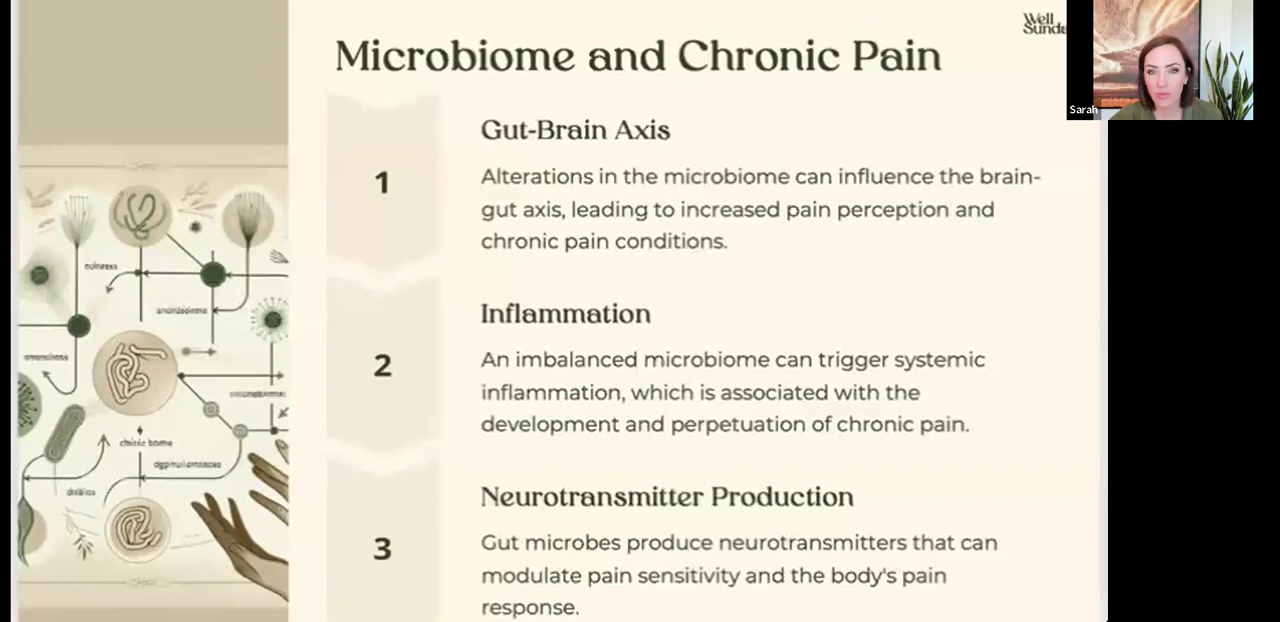 Well
Microbiome and Chronic Pain
Sarah
1
Gut-Brain Axis
Alterations in the microbiome can influence the brain-
gut axis, leading to increased pain perception and
chronic pain conditions.
2
Inflammation
An imbalanced microbiome can trigger systemic
inflammation, which is associated with the
development and perpetuation of chronic pain.
3
Neurotransmitter Production
Gut microbes produce neurotransmitters that can
modulate pain sensitivity and the body's pain
response.